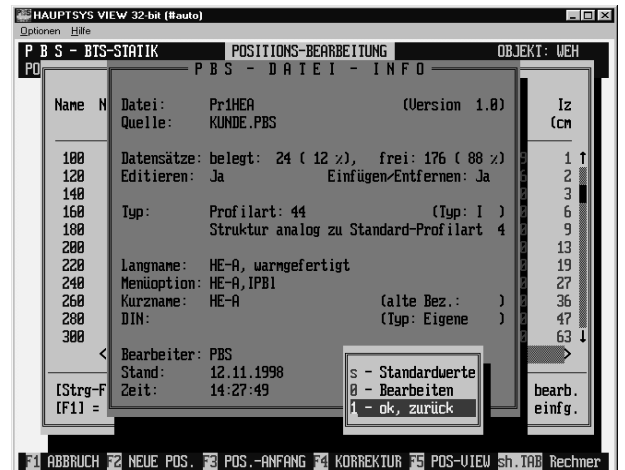 HAUPTSYS VIEW 32-bit (#auto)
Optionen Hilfe
P B S - BTS-STATIK POSITIONS-BEARBEITUNG OBJEKT: WEH
PO
P B S - D A T E I - I N F O
Name N Datei: Pr1HEA (Version 1.0) Iz
Quelle: KUNDE.PBS (cm
100 Datensätze: belegt: 24 ( 12 %), frei: 176 ( 88 %) 1
120 Editieren: Ja Einfügen/Entfernen: Ja 2
140 3
160 Typ: Profilart: 44 (Typ: I ) 6
180 Struktur analog zu Standard-Profilart 4 9
200 13
220 Langname: HE-A, warmgefertigt 19
240 Menüoption: HE-A,IPBl 27
260 Kurzname: HE-A (alte Bez.: ) 36
280 DIN: (Typ: Eigene ) 47
300 63
< Bearbeiter: PBS >
Stand: 12.11.1998 s - Standardwerte
[Strg-F Zeit: 14:27:49 0 - Bearbeiten bearb.
[F1] = 1 - ok, zurück einfg.
F1 ABBRUCH F2 NEUE POS. F3 POS.-ANFANG F4 KORREKTUR F5 POS-VIEW sh.TAB Rechner